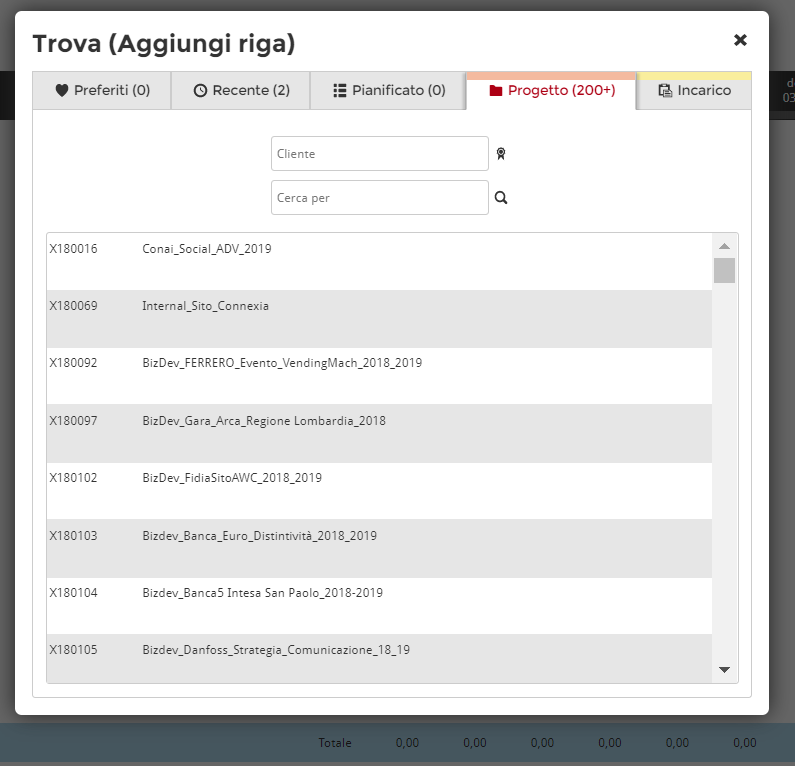 Trova (Aggiungi riga)
Preferiti (0) Recente (2) Pianificato (0) Progetto (200+) Incarico
Cliente
Cerca per
X180016 Conai_Social_ADV_2019
X180069 Internal_Sito_Connexia
X180092 BizDev_FERRERO_Evento_VendingMach_2018_2019
X180097 BizDev_Gara_Arca_Regione Lombardia_2018
X180102 BizDev_FidiaSitoAWC_2018_2019
X180103 Bizdev_Banca_Euro_Distintività_2018_2019
X180104 Bizdev_Banca5 Intesa San Paolo_2018-2019
X180105 Bizdev_Danfoss_Strategia_Comunicazione_18_19
Totale 0,00 0,00 0,00 0,00 0,00 0,00